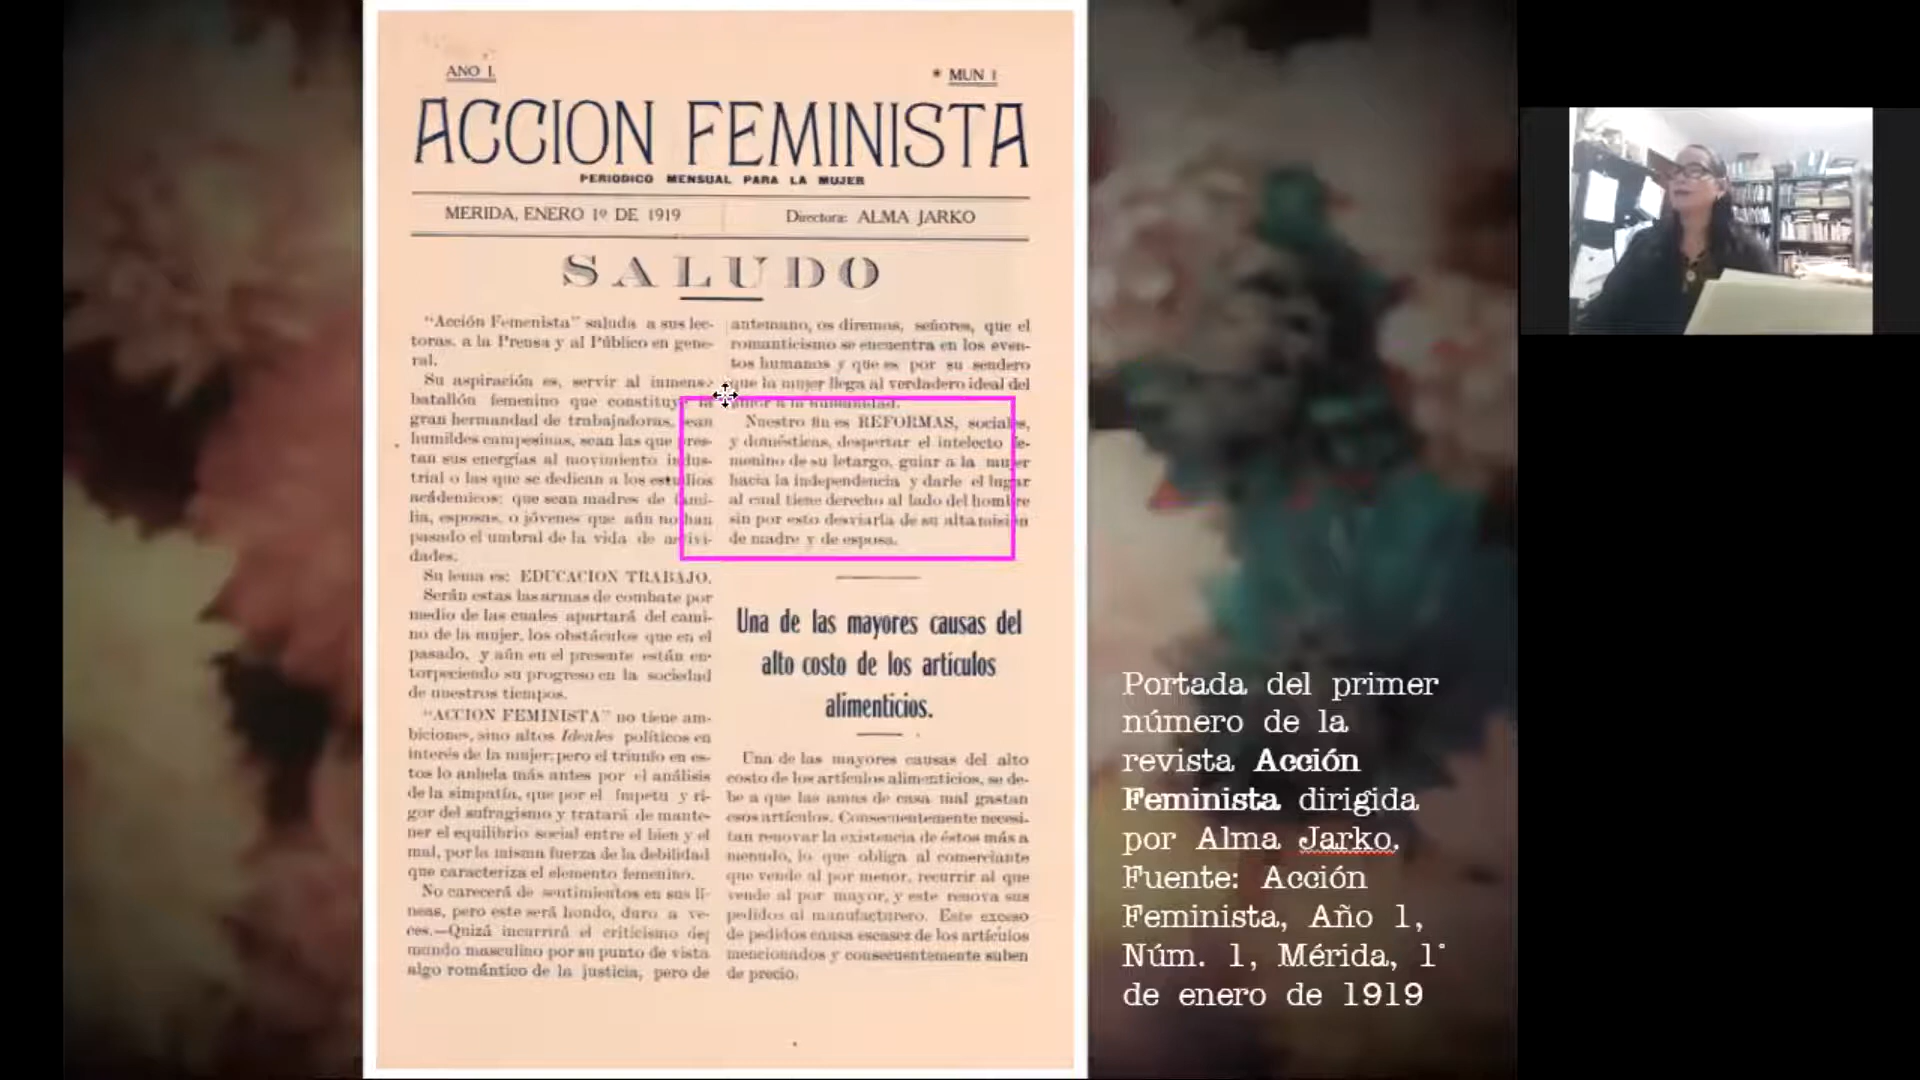 AÑO I.
* MUN 1
ACCION FEMINISTA
PERIODICO MENSUAL PARA LA MUJER
MERIDA, ENERO 1º DE 1919
Directora: ALMA JARKO
SALUDO
"Acción Femenista" saluda a sus lec-
toras, a la Prensa y al Público en gene-
ral.
Su aspiración es, servir al inmenso
batallón femenino que constituye la
gran hermandad de trabajadoras, sean
humildes campesinas, sean las que pres-
tan sus energías al movimiento indus-
trial o las que se dedican a los estudios
académicos; que sean madres de fami-
lia, esposas, o jóvenes que aún no han
pasado el umbral de la vida de activi-
dades.
Su lema es: EDUCACION TRABAJO.
Serán estas las armas de combate por
medio de las cuales apartará del cami-
no de la mujer, los obstáculos que en el
pasado, y aún en el presente están en-
torpeciendo su progreso en la sociedad
de nuestros tiempos.
"ACCION FEMINISTA" no tiene am-
biciones, sino altos Ideales políticos en
interés de la mujer; pero el triunfo en es-
tos lo anhela más antes por el análisis
de la simpatía, que por el ímpetu y ri-
gor del sufragismo y tratará de mante-
ner el equilibrio social entre el bien y el
mal, por la misma fuerza de la debilidad
que caracteriza el elemento femenino.
No carecerá de sentimientos en sus lí-
neas, pero este será hondo, duro a ve-
ces.—Quizá incurrirá el criticismo del
mundo masculino por su punto de vista
algo romántico de la justicia, pero de
antemano, os diremos, señores, que el
romanticismo se encuentra en los even-
tos humanos y que es por su sendero
que la mujer llega al verdadero ideal del
amor a la humanidad.
Nuestro fin es REFORMAS, sociales,
y domésticas, despertar el intelecto fe-
menino de su letargo, guiar a la mujer
hacia la independencia y darle el lugar
al cual tiene derecho al lado del hombre
sin por esto desviarla de su alta misión
de madre y de esposa.
Una de las mayores causas del
alto costo de los artículos
alimenticios.
Una de las mayores causas del alto
costo de los artículos alimenticios, se de-
be a que las amas de casa mal gastan
esos artículos. Consecuentemente necesi-
tan renovar la existencia de éstos más a
menudo, lo que obliga al comerciante
que vende al por menor, recurrir al que
vende al por mayor, y este renova sus
pedidos al manufacturero. Este exceso
de pedidos causa escasez de los artículos
mencionados y consecuentemente suben
de precio.
Portada del primer
número de la
revista Acción
Feminista dirigida
por Alma Jarko.
Fuente: Acción
Feminista, Año 1,
Núm. 1, Mérida, 1°
de enero de 1919